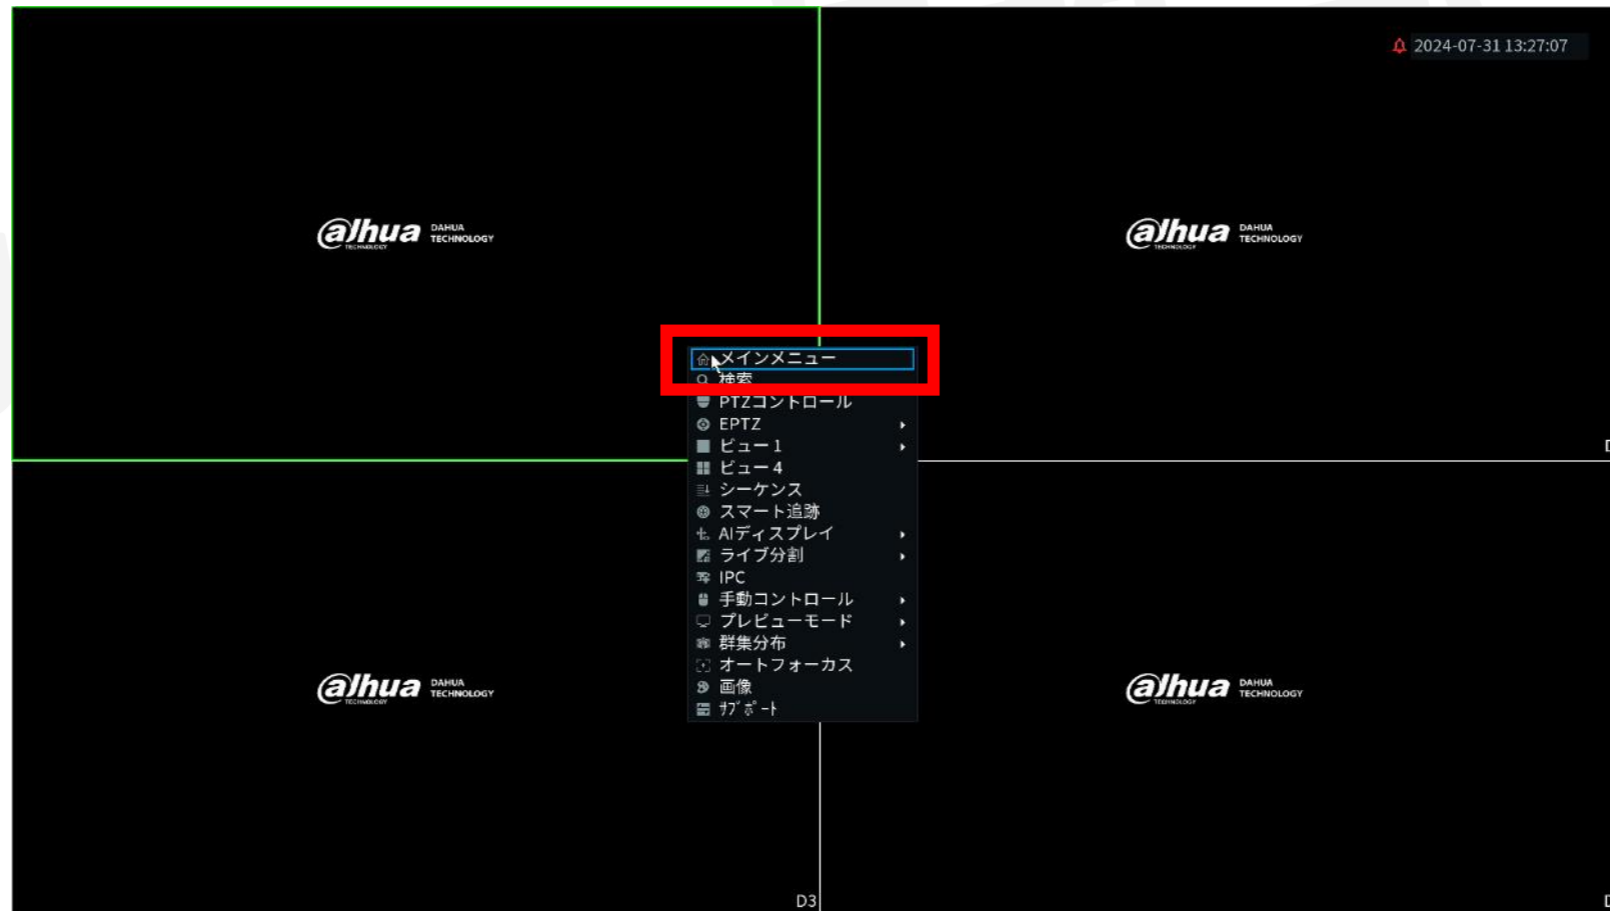 2024-07-31 13:27:07
alhua DAHUA TECHNOLOGY
TECHNOLOGY
alhua DAHUA TECHNOLOGY
TECHNOLOGY
メインメニュー
検索
PTZコントロール
EPTZ
ビュー1
ビュー4
シーケンス
スマート追跡
AIディスプレイ
ライブ分割
IPC
手動コントロール
プレビューモード
群集分布
オートフォーカス
画像
ｻﾌﾞﾎﾟｰﾄ
alhua DAHUA TECHNOLOGY
TECHNOLOGY
alhua DAHUA TECHNOLOGY
TECHNOLOGY
D3